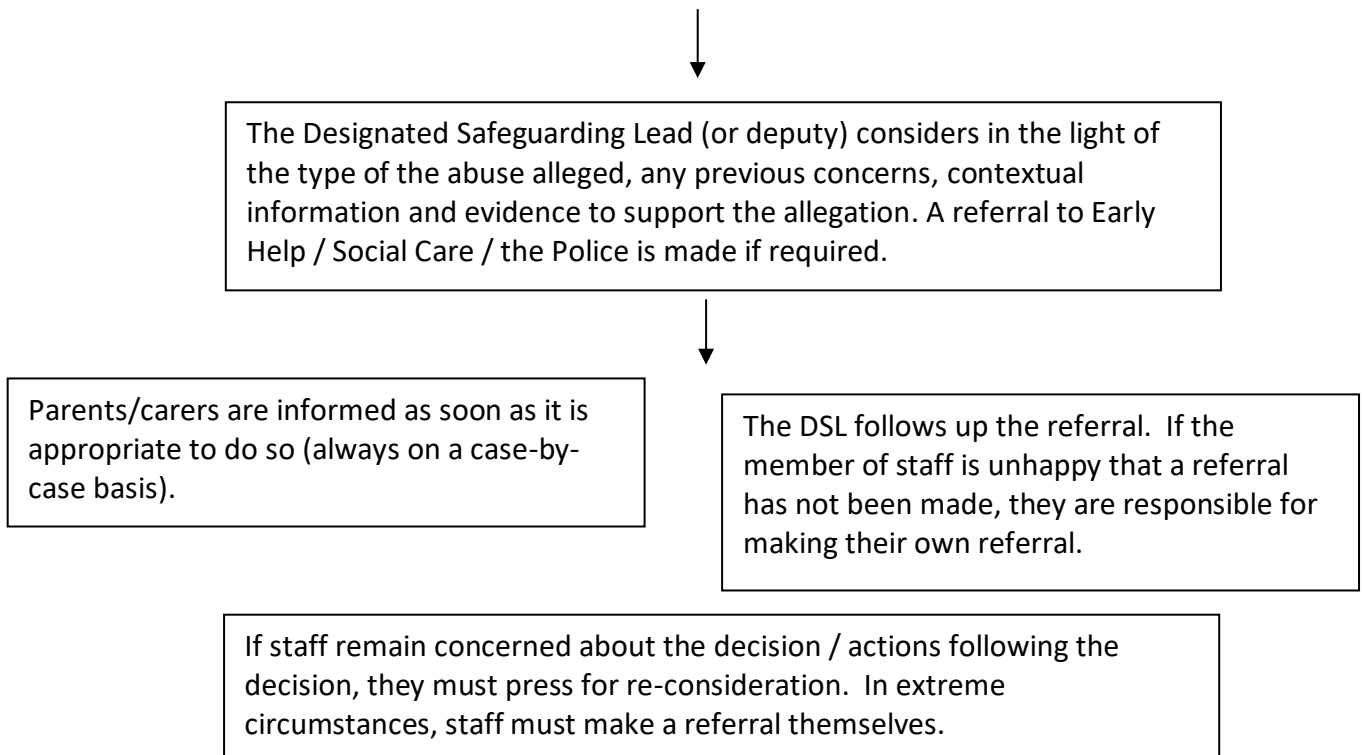 The Designated Safeguarding Lead (or deputy) considers in the light of
the type of the abuse alleged, any previous concerns, contextual
information and evidence to support the allegation. A referral to Early
Help / Social Care / the Police is made if required.
Parents/carers are informed as soon as it is
appropriate to do so (always on a case-by-
case basis).
The DSL follows up the referral.  If the
member of staff is unhappy that a referral
has not been made, they are responsible for
making their own referral.
If staff remain concerned about the decision / actions following the
decision, they must press for re-consideration.  In extreme
circumstances, staff must make a referral themselves.